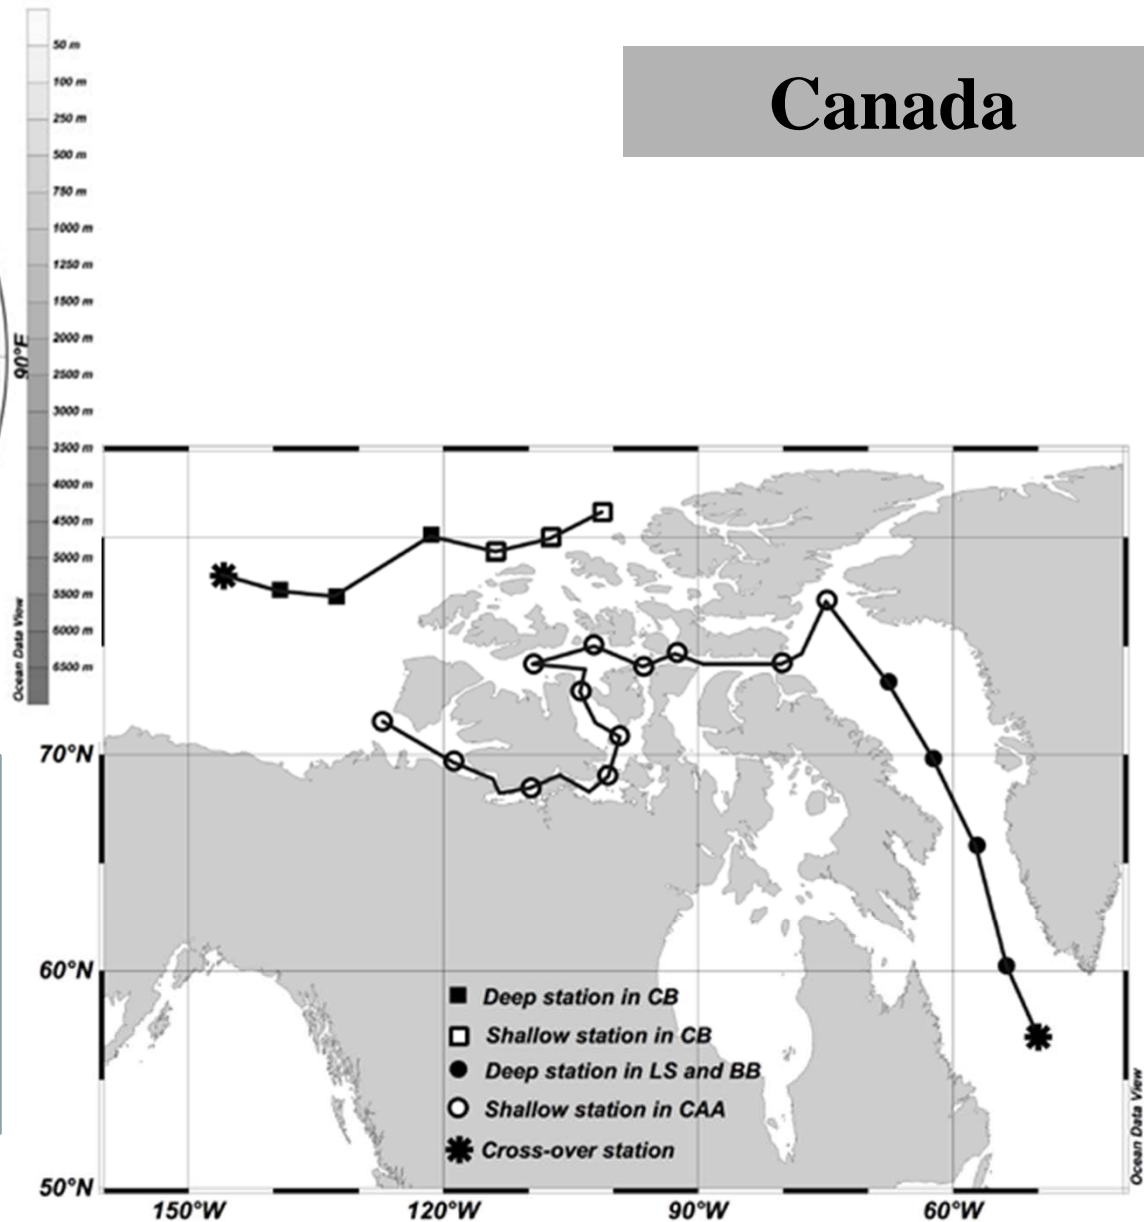 Canada
50 m
100 m
250 m
500 m
750 m
1000 m
1250 m
1500 m
2000 m
2500 m
3000 m
3500 m
4000 m
4500 m
5000 m
5500 m
6000 m
6500 m
90°E
Ocean Data View
70°N
60°N
50°N
Deep station in CB
Shallow station in CB
Deep station in LS and BB
Shallow station in CAA
Cross-over station
Ocean Data View
150°W
120°W
90°W
60°W